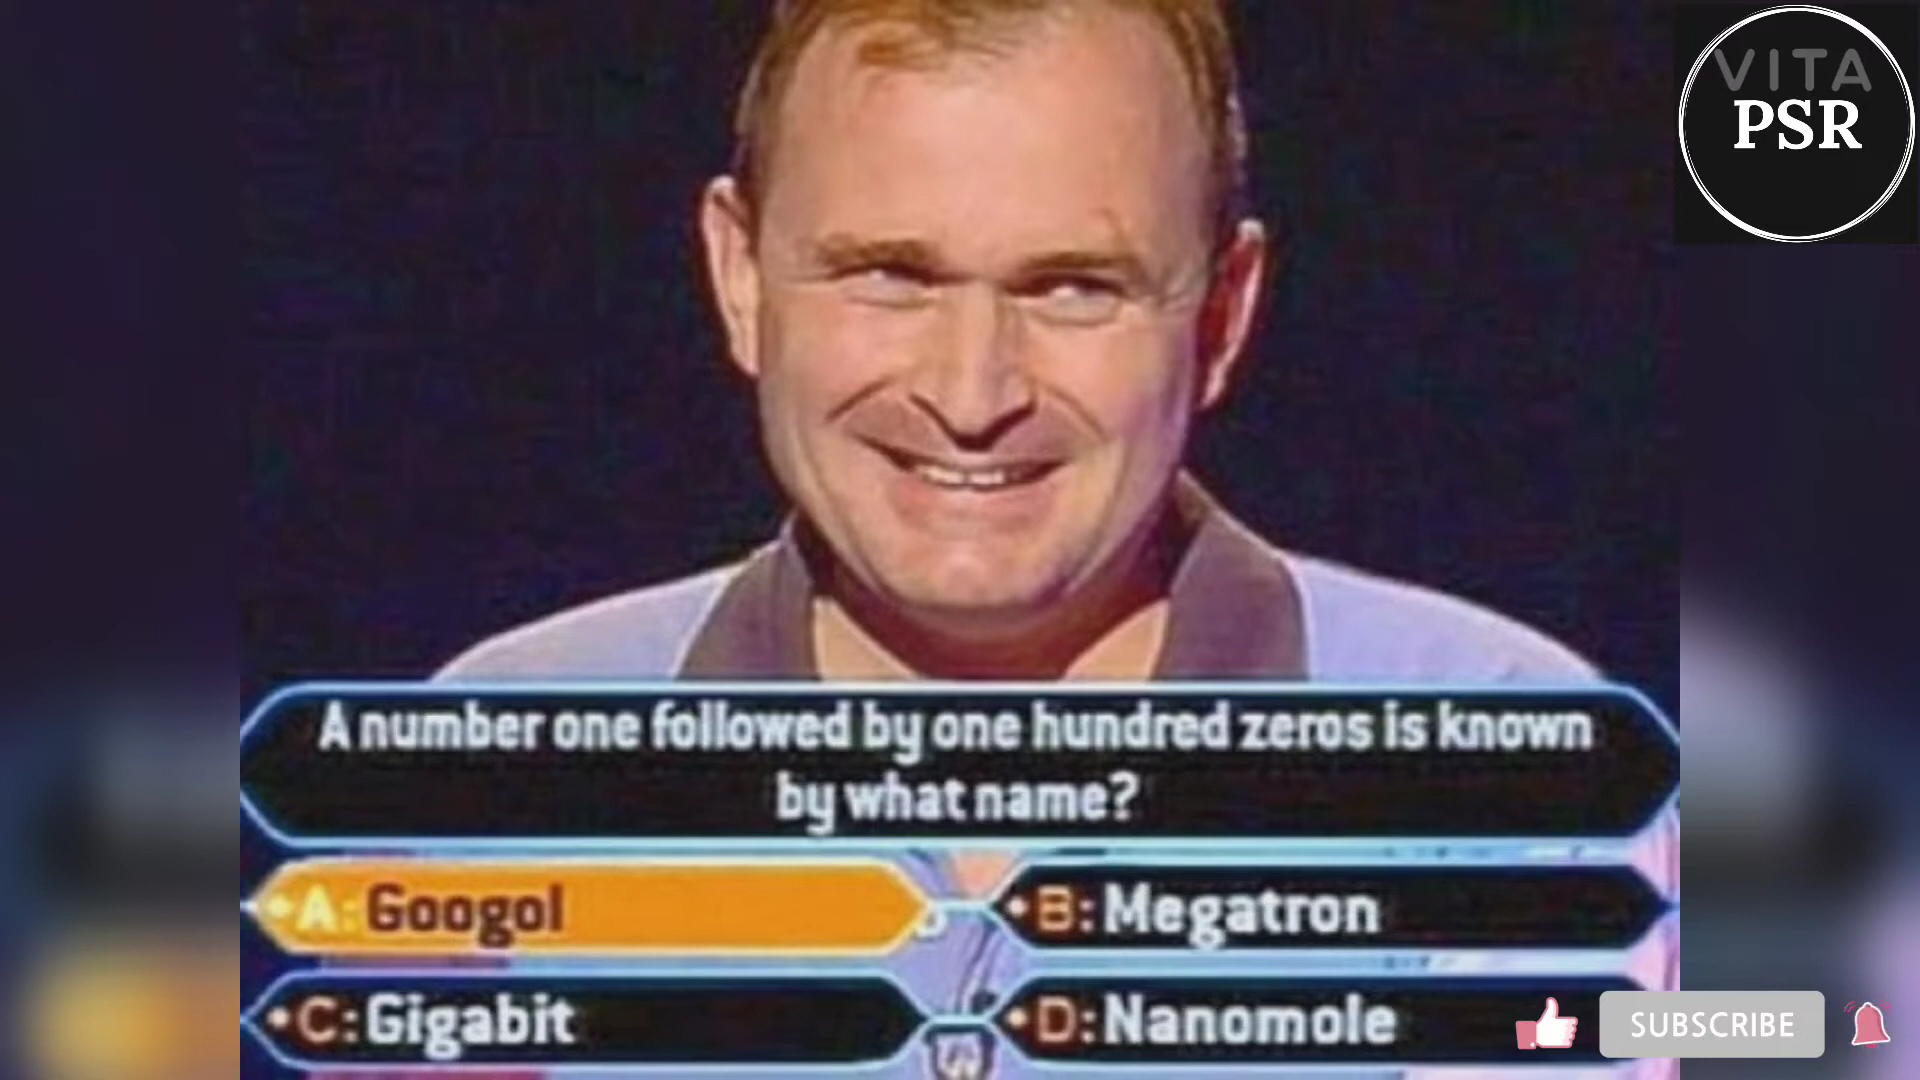 VITA
PSR
A number one followed by one hundred zeros is known
by what name?
A: Googol
B: Megatron
C: Gigabit
D: Nanomole
SUBSCRIBE